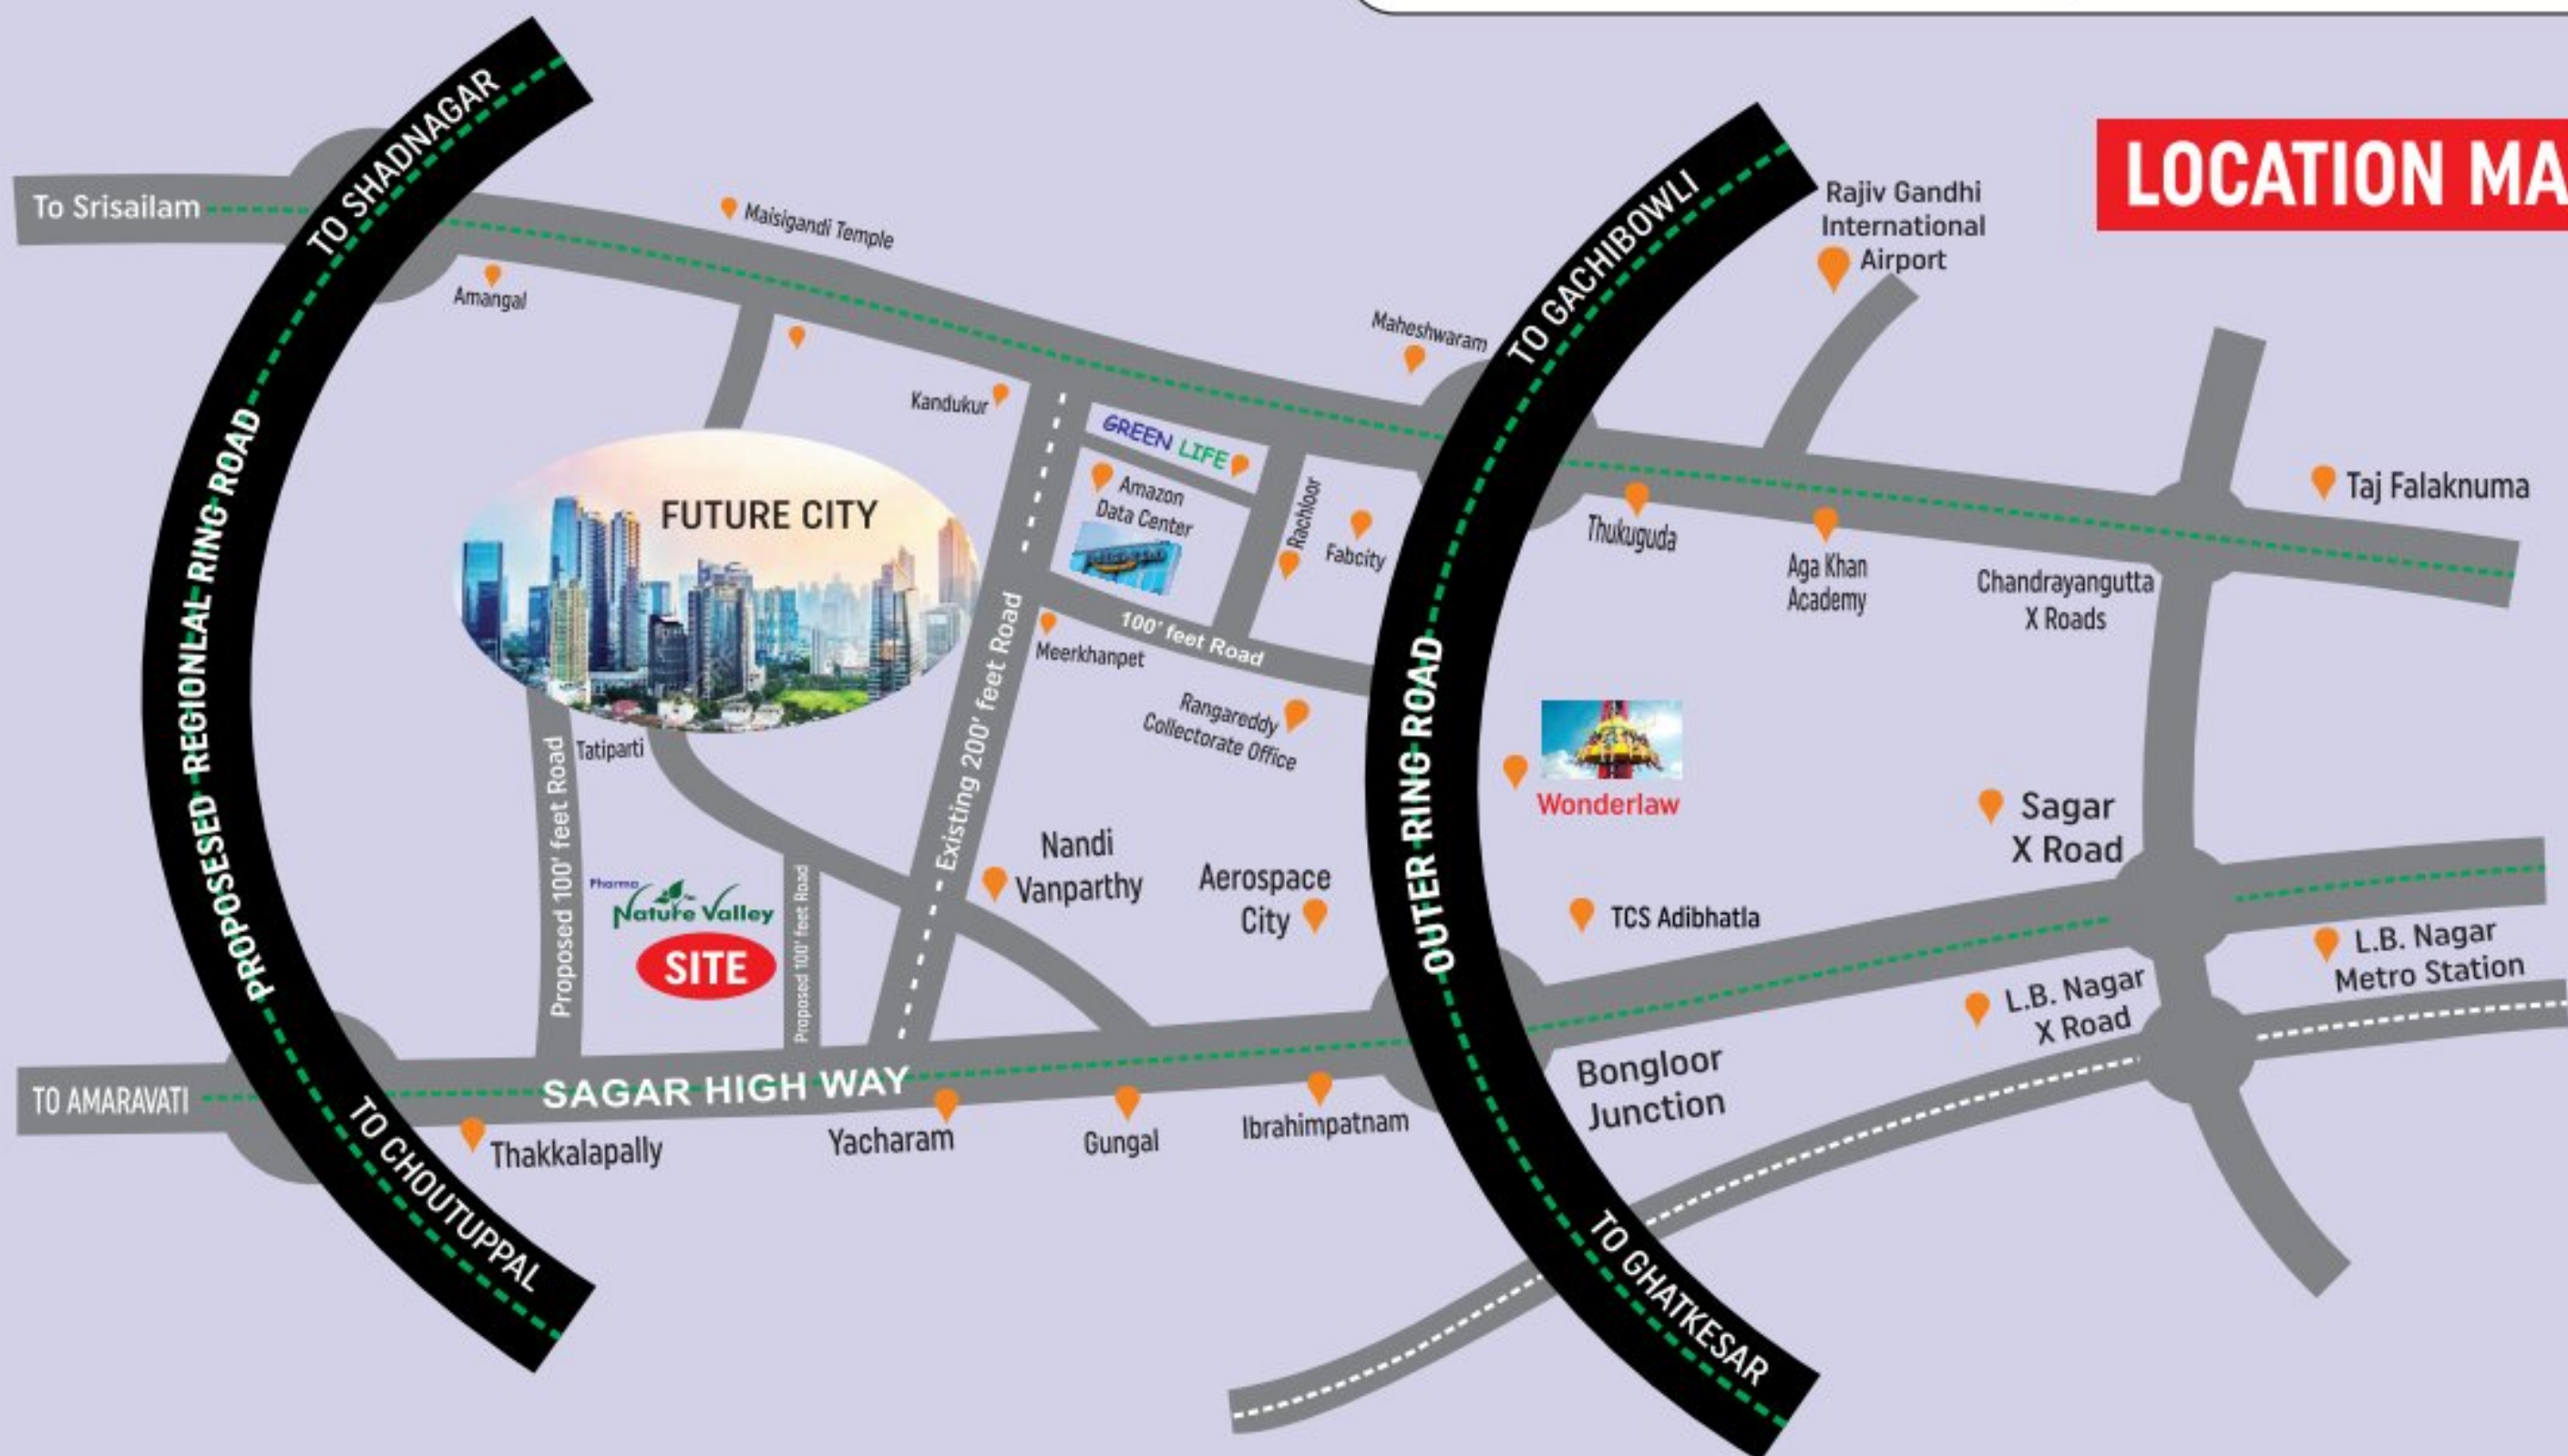 LOCATION MA
TO SHADNAGAR
To Srisailam
Maisigandi Temple
Amangal
TO GACHIBOWLI
Rajiv Gandhi
International
Airport
Maheshwaram
Kandukur
GREEN LIFE
Amazon
Data Center
Rachloor
Fabcity
Thukuguda
Aga Khan
Academy
Chandrayangutta
X Roads
Taj Falaknuma
FUTURE CITY
PROPOSESED REGIONLAL RING ROAD
100' feet Road
Meerkhanpet
Rangareddy
Collectorate Office
Existing 200' feet Road
OUTER RING ROAD
Tatiparti
Proposed 100' feet Road
Wonderlaw
Sagar
X Road
Nandi
Vanparthy
Aerospace
City
TCS Adibhatla
Pharma
Nature Valley
SITE
Proposed 100' feet Road
L.B. Nagar
Metro Station
L.B. Nagar
X Road
Bongloor
Junction
TO AMARAVATI
SAGAR HIGH WAY
Thakkalapally
Yacharam
Gungal
Ibrahimpatnam
TO CHOUTUPPAL
TO GHATKESAR